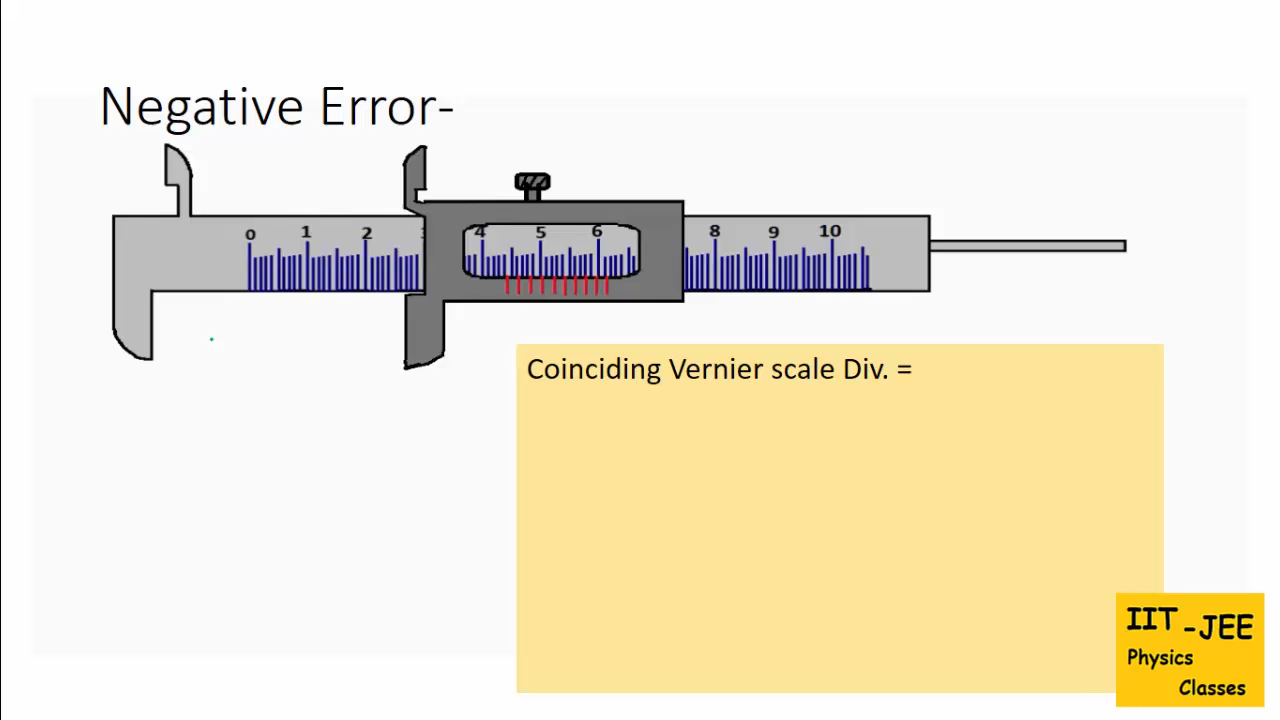 Negative Error-
0 1 2 3 4 5 6 8 9 10
Coinciding Vernier scale Div. =
IIT -JEE
Physics
Classes